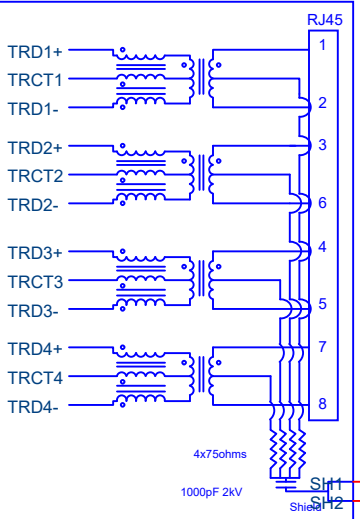 RJ45
TRD1+
1
TRCT1
TRD1-
2
TRD2+
3
TRCT2
TRD2-
6
TRD3+
4
TRCT3
TRD3-
5
TRD4+
7
TRCT4
TRD4-
8
4x75ohms
1000pF 2kV
SH1
Shield
SH2